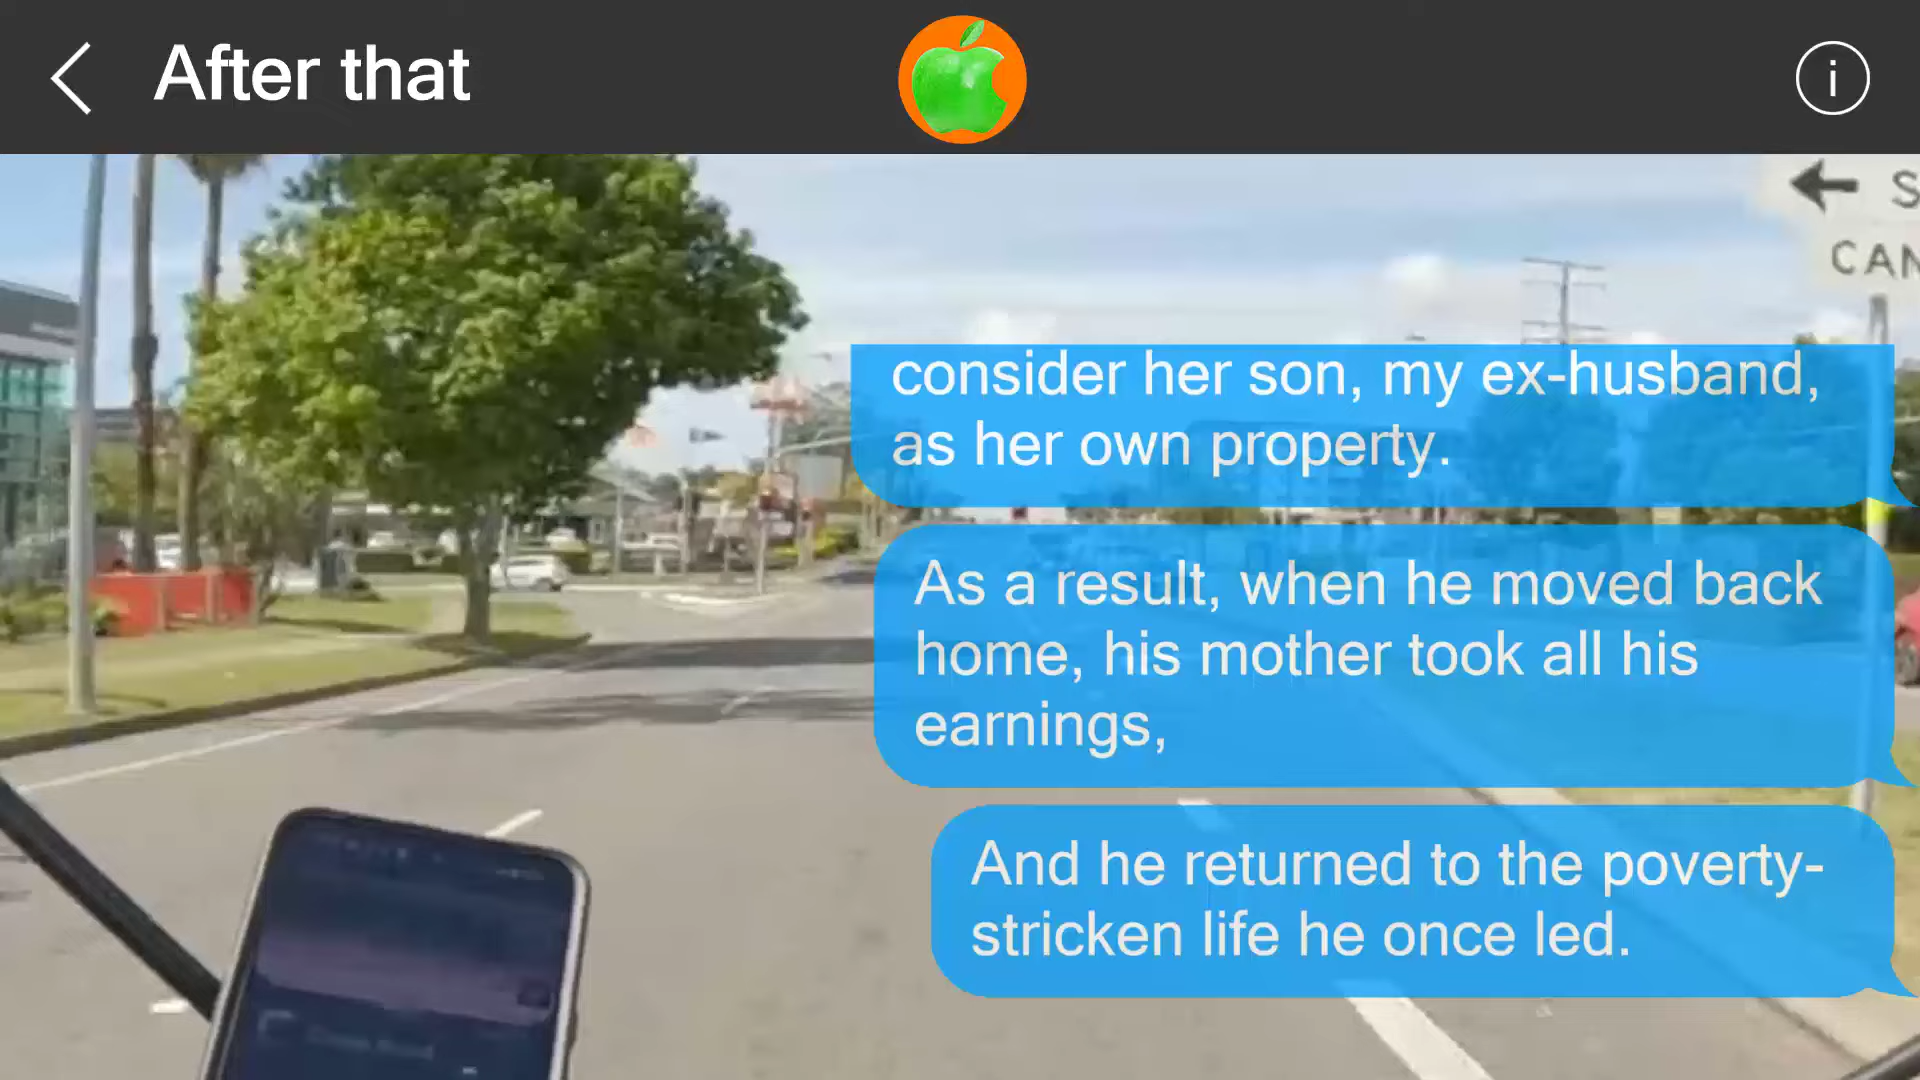 After that
i
S
CAN
consider her son, my ex-husband,
as her own property.
As a result, when he moved back
home, his mother took all his
earnings,
And he returned to the poverty-
stricken life he once led.